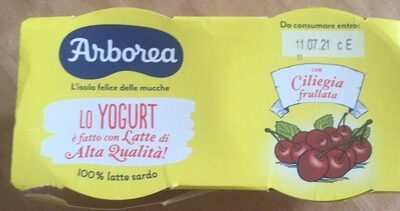 Arborea
L'isola felice delle mucche
Lo YOGURT
è fatto con Latte di
Alta Qualità!
100% latte sardo
Da consumare entro:
11.07.21 c E
con
Ciliegia
frullata